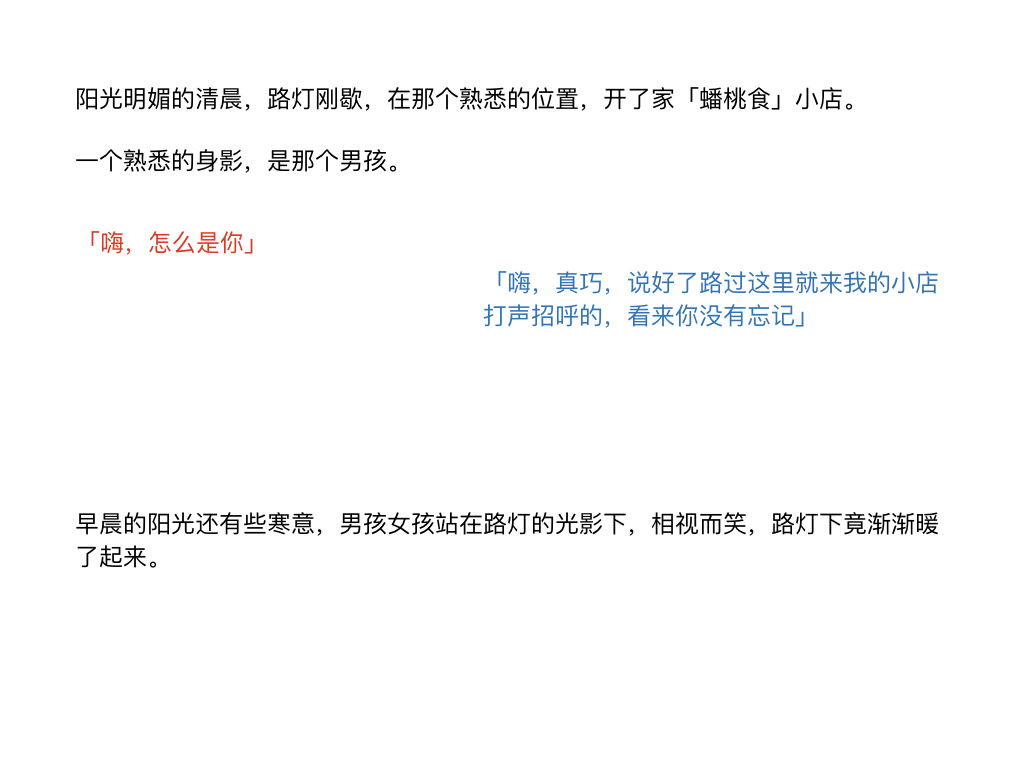 阳光明媚的清晨，路灯刚歇，在那个熟悉的位置，开了家「蟠桃食」小店。
一个熟悉的身影，是那个男孩。
「嗨，怎么是你」
「嗨，真巧，说好了路过这里就来我的小店
打声招呼的，看来你没有忘记」
早晨的阳光还有些寒意，男孩女孩站在路灯的光影下，相视而笑，路灯下竟渐渐暖
了起来。